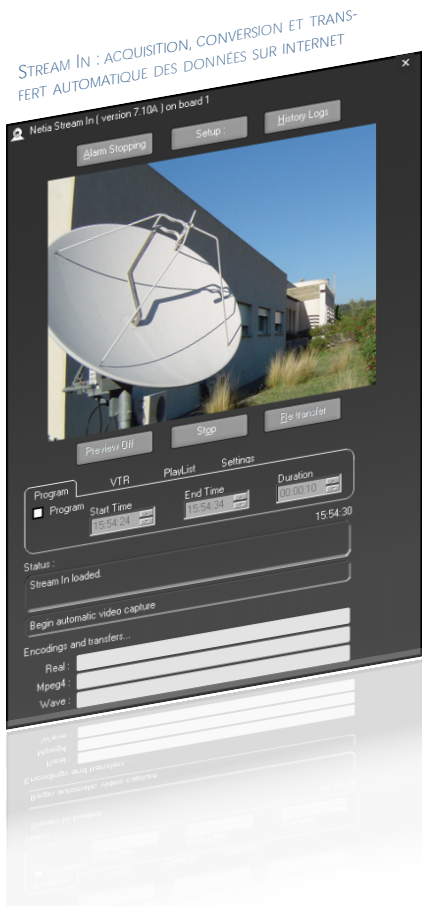 Stream In : acquisition, conversion et trans-
fert automatique des données sur internet
Netia Stream In ( version 7.10A ) on board 1
×
Alarm Stopping
Setup :
History Logs
Preview Off
Stop
Re transfer
Program
VTR
PlayList
Settings
Program
Start Time
End Time
Duration
15:54:24
15:54:34
00:00:10
15:54:30
Status :
Stream In loaded.
Begin automatic video capture
Encodings and transfers...
Real :
Mpeg4 :
Wave :